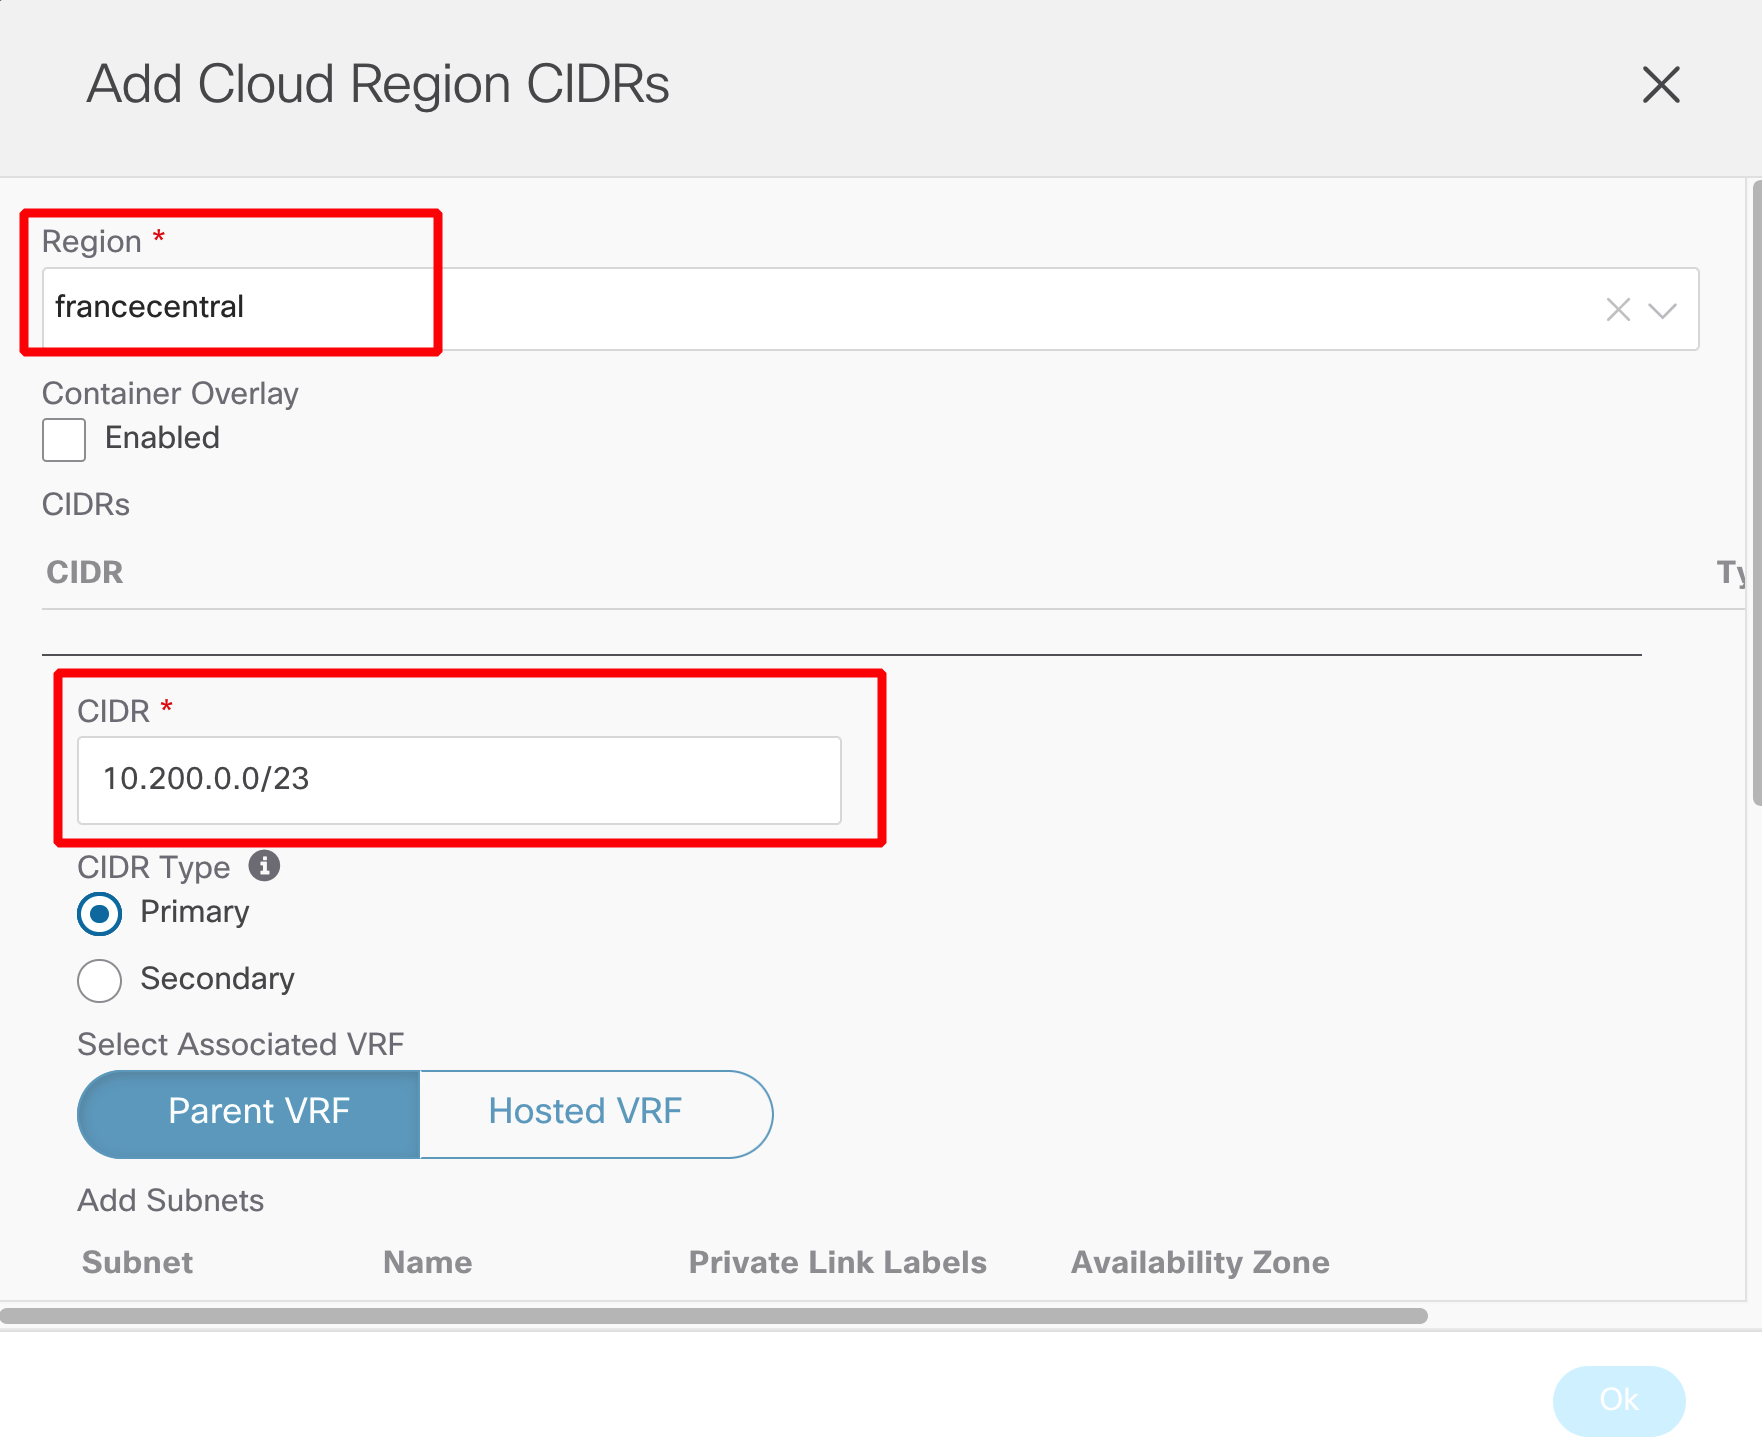 Add Cloud Region CIDRs
Region *
francecentral
Container Overlay
Enabled
CIDRs
CIDR
CIDR *
10.200.0.0/23
CIDR Type
Primary
Secondary
Select Associated VRF
Parent VRF Hosted VRF
Add Subnets
Subnet Name Private Link Labels Availability Zone
Ok